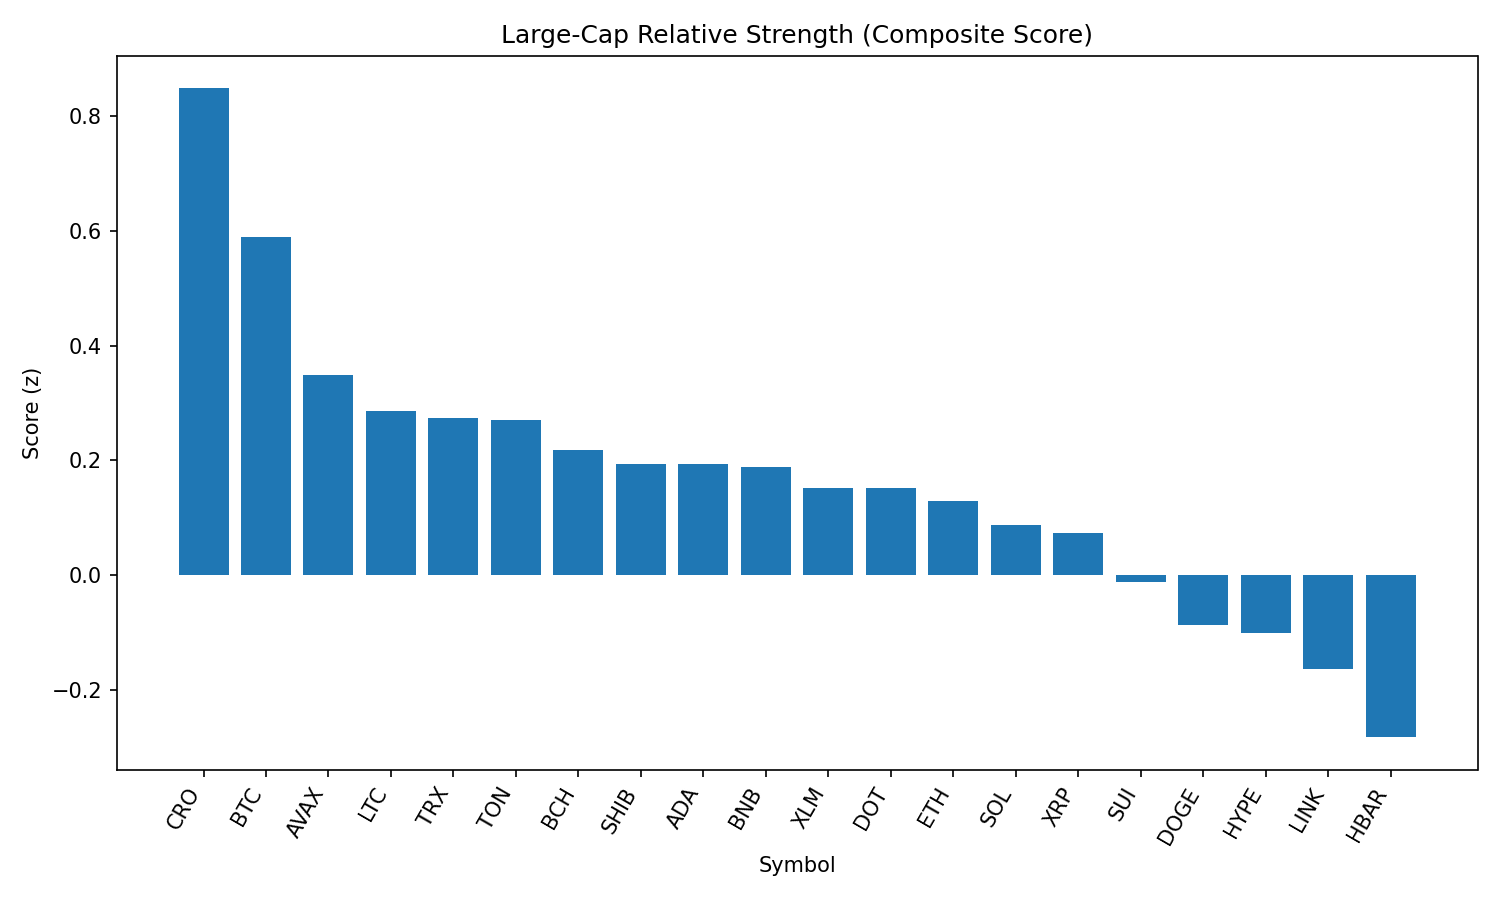 Large-Cap Relative Strength (Composite Score)
0.8
0.6
0.4
0.2
0.0
−0.2
Score (z)
CRO
BTC
AVAX
LTC
TRX
TON
BCH
SHIB
ADA
BNB
XLM
DOT
ETH
SOL
XRP
SUI
DOGE
HYPE
LINK
HBAR
Symbol